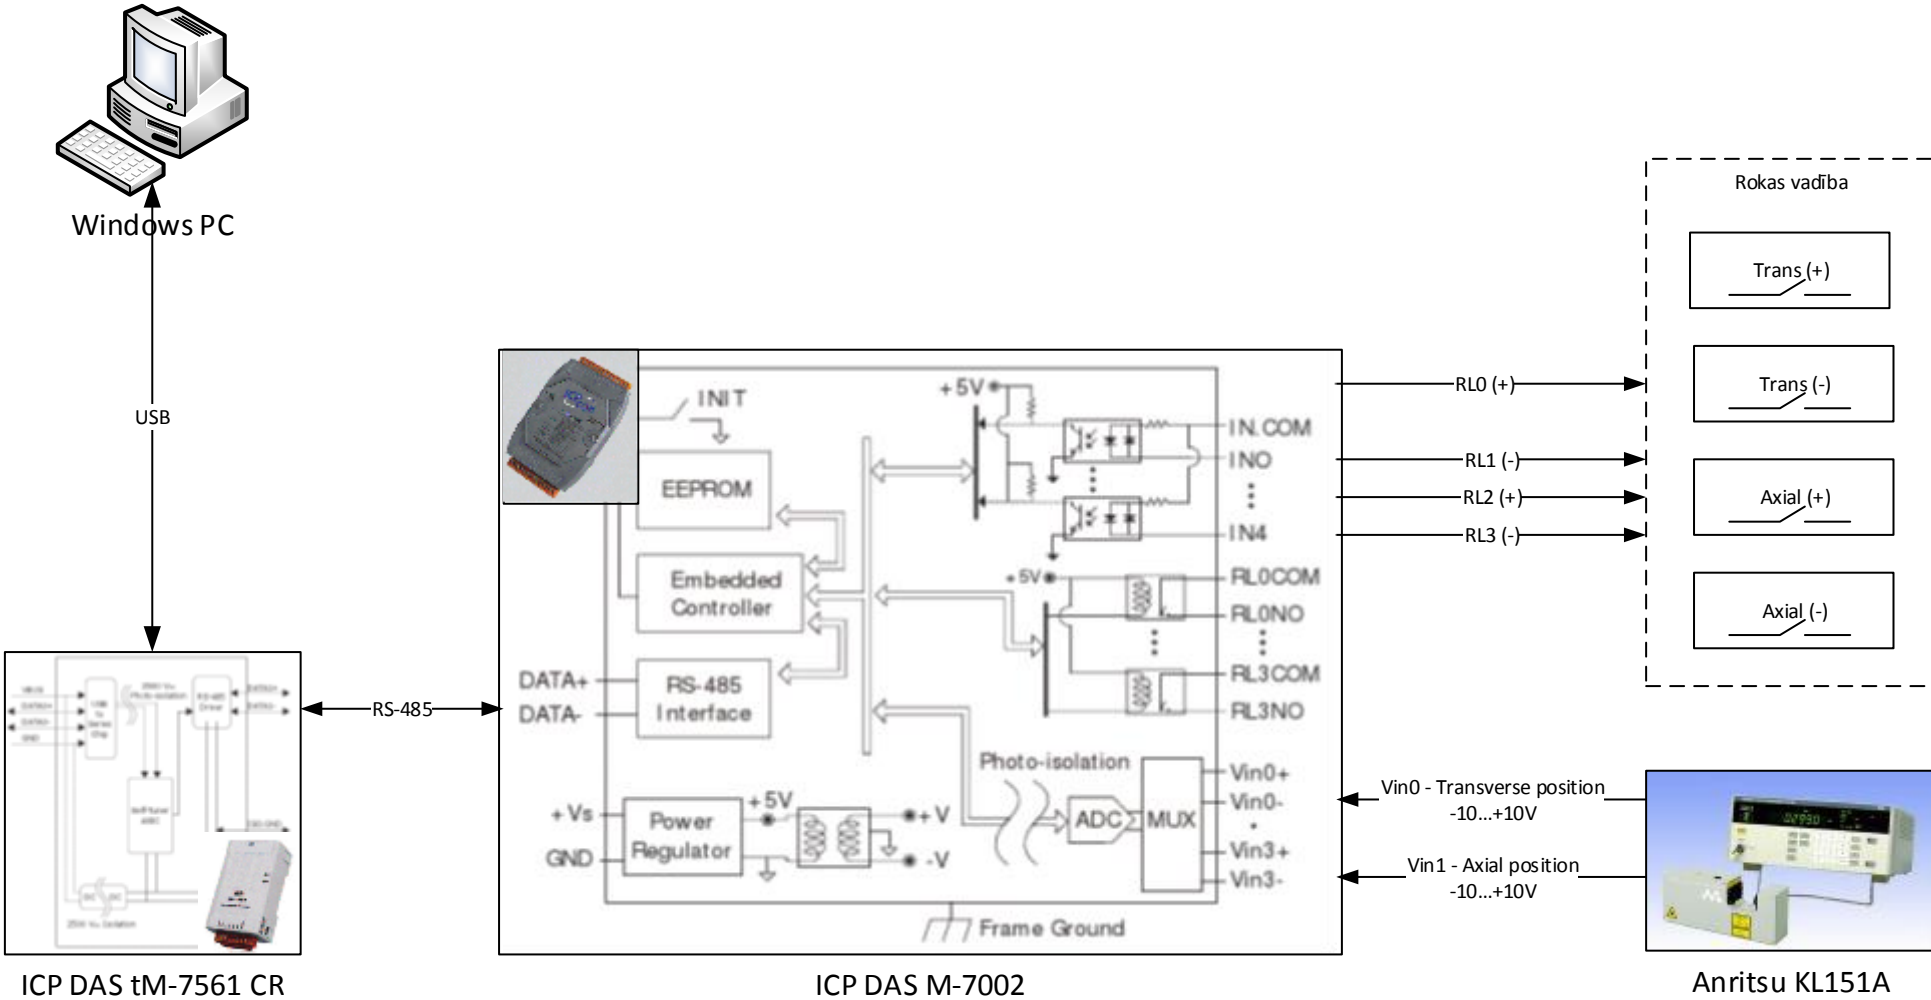 Windows PC
USB
RS-485
ICP DAS tM-7561 CR
INIT
EEPROM
Embedded
Controller
RS-485
Interface
DATA+
DATA-
+Vs
GND
Power
Regulator
+5V
+V
-V
+5V
IN.COM
IN0
IN4
+5V
RL0COM
RL0NO
RL3COM
RL3NO
Photo-isolation
ADC
MUX
Vin0+
Vin0-
Vin3+
Vin3-
Frame Ground
ICP DAS M-7002
RL0 (+)
RL1 (-)
RL2 (+)
RL3 (-)
Rokas vadība
Trans (+)
Trans (-)
Axial (+)
Axial (-)
Vin0 - Transverse position
-10...+10V
Vin1 - Axial position
-10...+10V
Anritsu KL151A